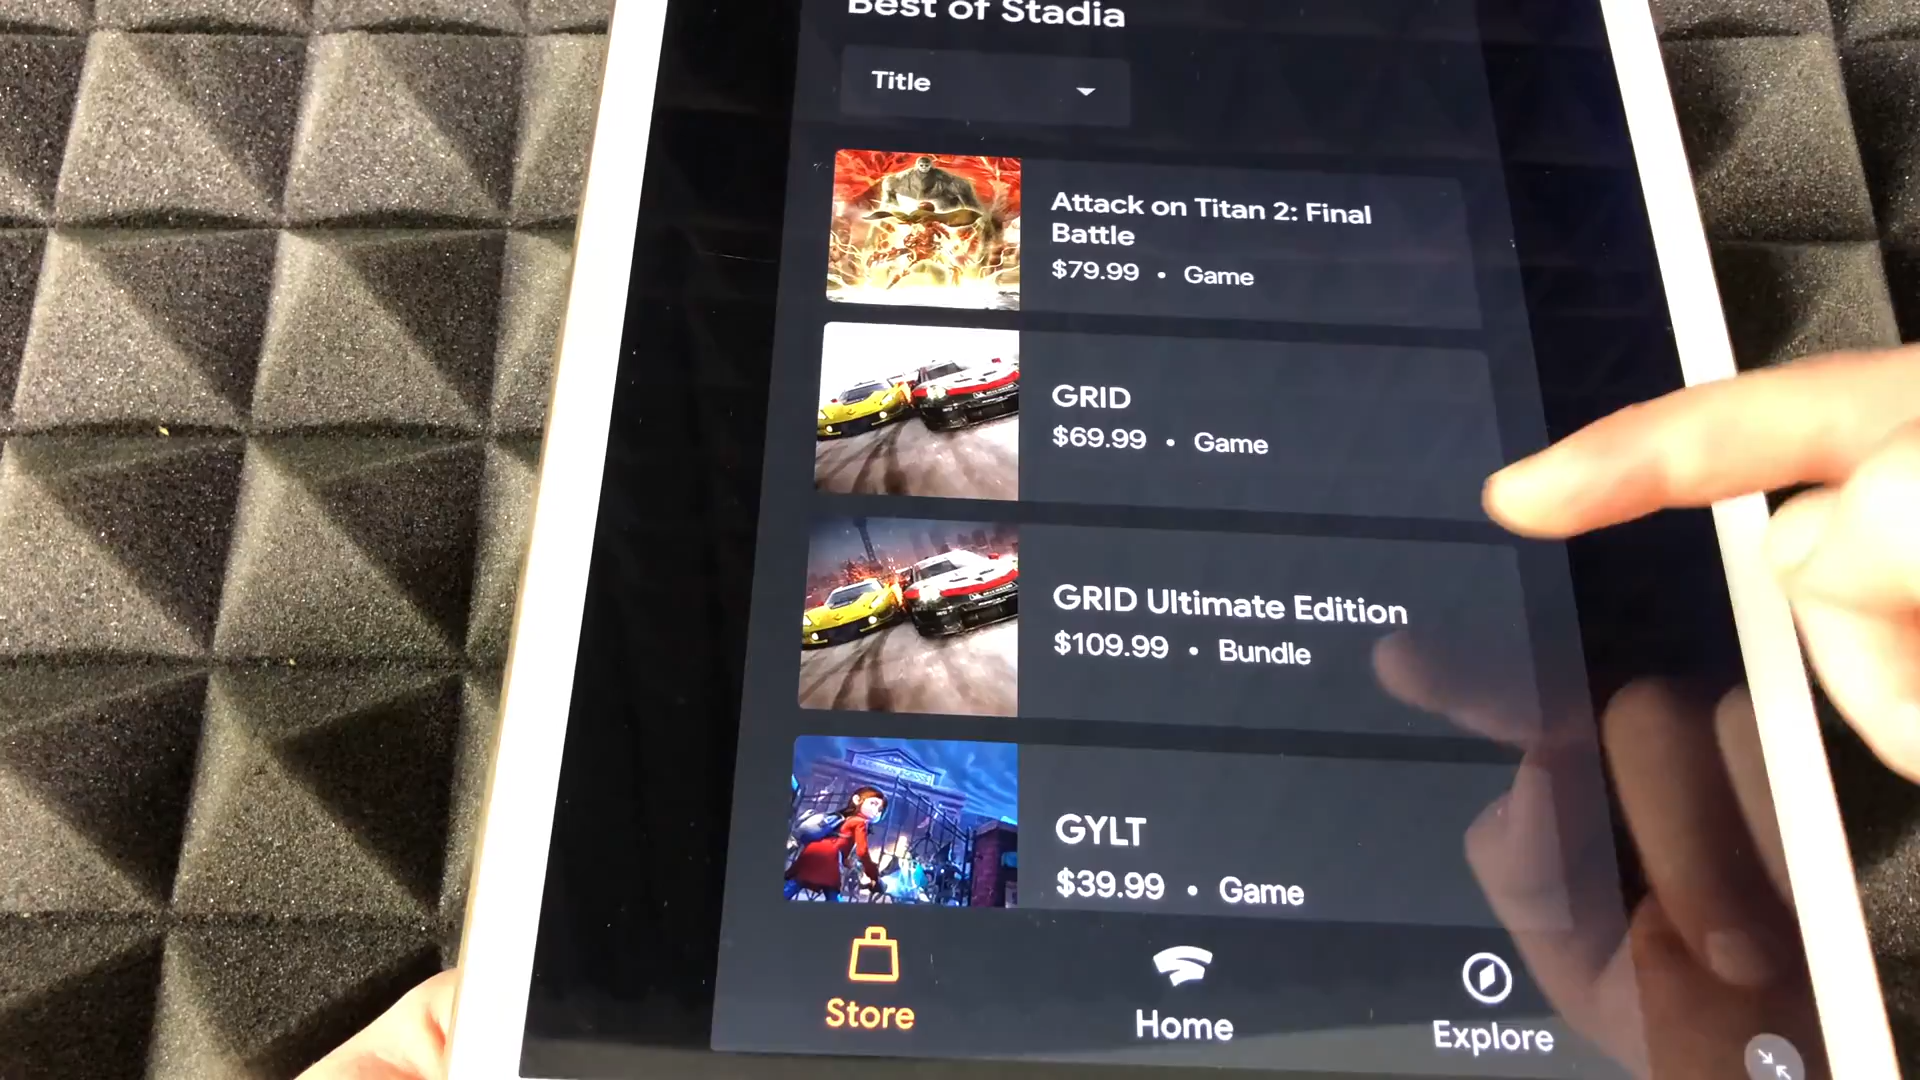 Best of Stadia
Title
Attack on Titan 2: Final
Battle
$79.99 • Game
GRID
$69.99 • Game
GRID Ultimate Edition
$109.99 • Bundle
GYLT
$39.99 • Game
Store
Home
Explore